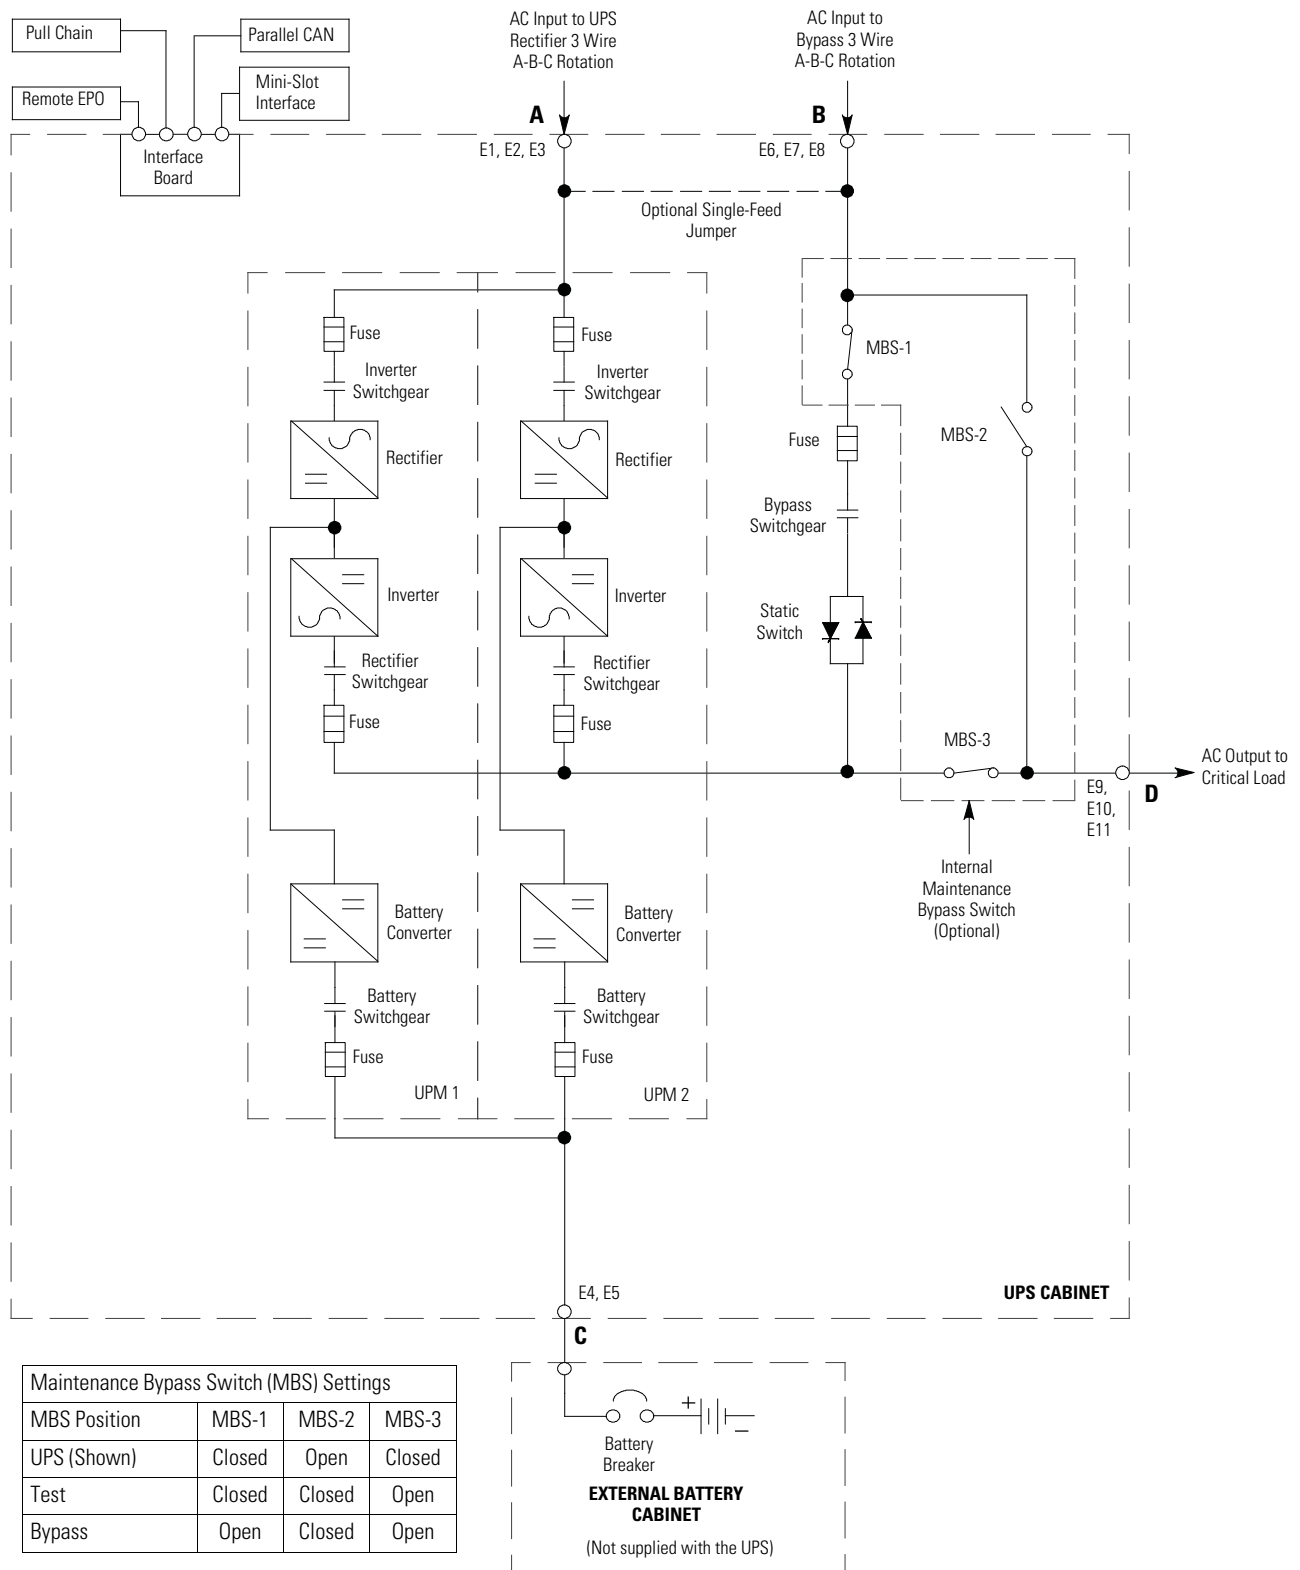 Pull Chain
Parallel CAN
Remote EPO
Mini-Slot
Interface
Interface
Board
AC Input to UPS
Rectifier 3 Wire
A-B-C Rotation
AC Input to
Bypass 3 Wire
A-B-C Rotation
A
B
E1, E2, E3
E6, E7, E8
Optional Single-Feed
Jumper
Fuse
Fuse
Inverter
Switchgear
Inverter
Switchgear
Rectifier
Rectifier
Inverter
Inverter
Rectifier
Switchgear
Rectifier
Switchgear
Fuse
Fuse
MBS-1
MBS-2
Fuse
Bypass
Switchgear
Static
Switch
MBS-3
AC Output to
Critical Load
E9,
E10,
E11
D
Internal
Maintenance
Bypass Switch
(Optional)
Battery
Converter
Battery
Converter
Battery
Switchgear
Battery
Switchgear
Fuse
Fuse
UPM 1
UPM 2
E4, E5
UPS CABINET
C
Battery
Breaker
EXTERNAL BATTERY
CABINET
(Not supplied with the UPS)
Maintenance Bypass Switch (MBS) Settings
MBS Position MBS-1 MBS-2 MBS-3
UPS (Shown) Closed Open Closed
Test Closed Closed Open
Bypass Open Closed Open